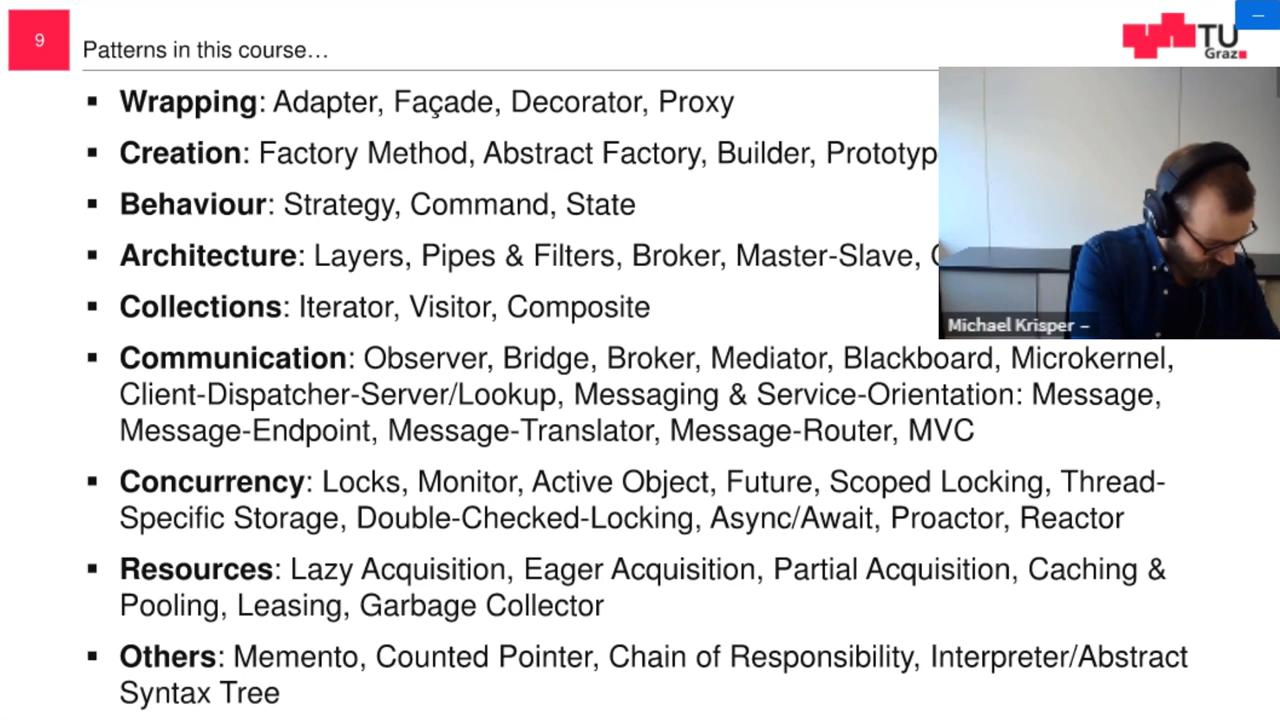 9
Patterns in this course…
TU
Graz
▪ Wrapping: Adapter, Façade, Decorator, Proxy
▪ Creation: Factory Method, Abstract Factory, Builder, Prototyp
▪ Behaviour: Strategy, Command, State
▪ Architecture: Layers, Pipes & Filters, Broker, Master-Slave,
▪ Collections: Iterator, Visitor, Composite
Michael Krisper –
▪ Communication: Observer, Bridge, Broker, Mediator, Blackboard, Microkernel,
Client-Dispatcher-Server/Lookup, Messaging & Service-Orientation: Message,
Message-Endpoint, Message-Translator, Message-Router, MVC
▪ Concurrency: Locks, Monitor, Active Object, Future, Scoped Locking, Thread-
Specific Storage, Double-Checked-Locking, Async/Await, Proactor, Reactor
▪ Resources: Lazy Acquisition, Eager Acquisition, Partial Acquisition, Caching &
Pooling, Leasing, Garbage Collector
▪ Others: Memento, Counted Pointer, Chain of Responsibility, Interpreter/Abstract
Syntax Tree